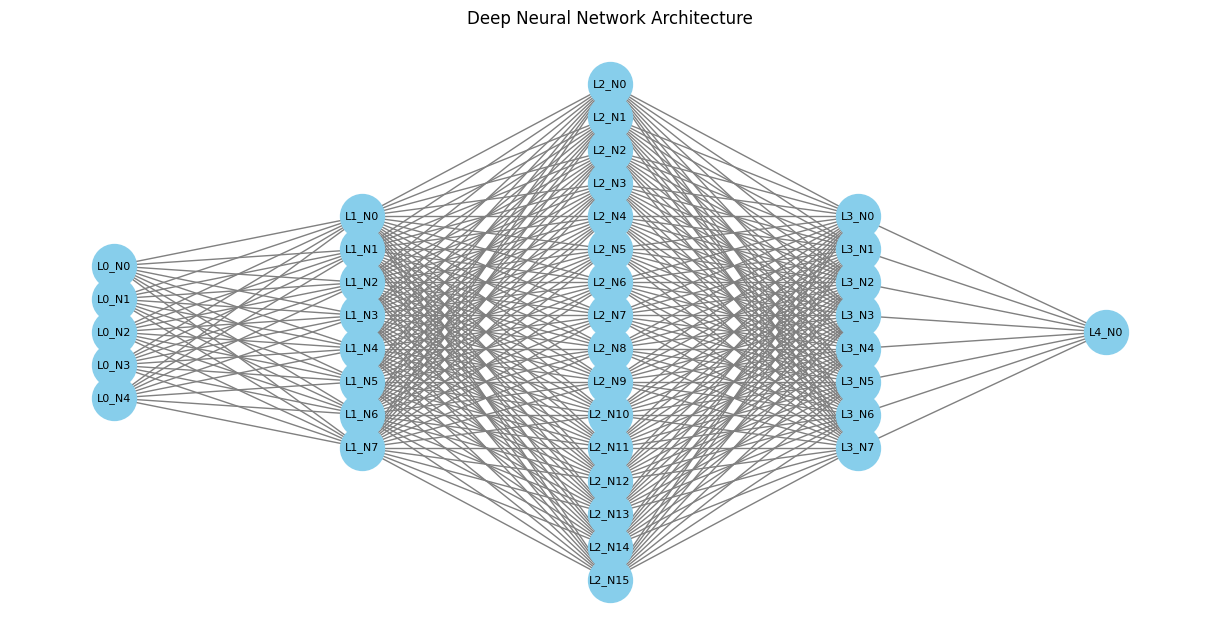 Deep Neural Network Architecture
L0_N0
L0_N1
L0_N2
L0_N3
L0_N4
L1_N0
L1_N1
L1_N2
L1_N3
L1_N4
L1_N5
L1_N6
L1_N7
L2_N0
L2_N1
L2_N2
L2_N3
L2_N4
L2_N5
L2_N6
L2_N7
L2_N8
L2_N9
L2_N10
L2_N11
L2_N12
L2_N13
L2_N14
L2_N15
L3_N0
L3_N1
L3_N2
L3_N3
L3_N4
L3_N5
L3_N6
L3_N7
L4_N0